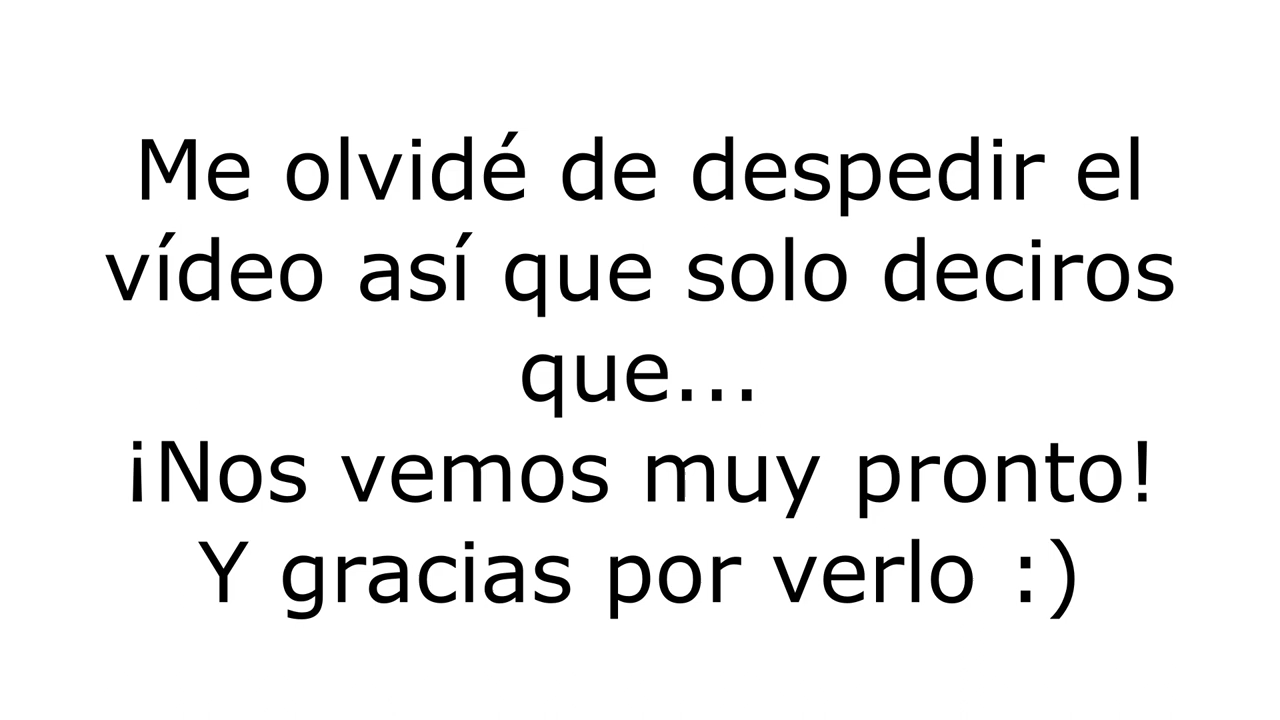 Me olvidé de despedir el
vídeo así que solo deciros
que...
¡Nos vemos muy pronto!
Y gracias por verlo :)